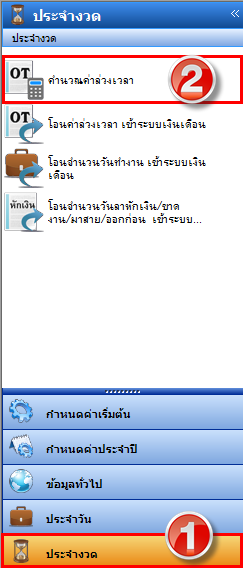 ประจำงวด
ประจำงวด
OT
คำนวณค่าล่วงเวลา
2
OT
โอนค่าล่วงเวลา เข้าระบบเงินเดือน
โอนจำนวนวันทำงาน เข้าระบบเงิน
เดือน
หักเงิน
โอนจำนวนวันลาหักเงิน/ขาด
งาน/มาสาย/ออกก่อน เข้าระบบ...
กำหนดค่าเริ่มต้น
กำหนดค่าประจำปี
ข้อมูลทั่วไป
ประจำวัน
1
ประจำงวด